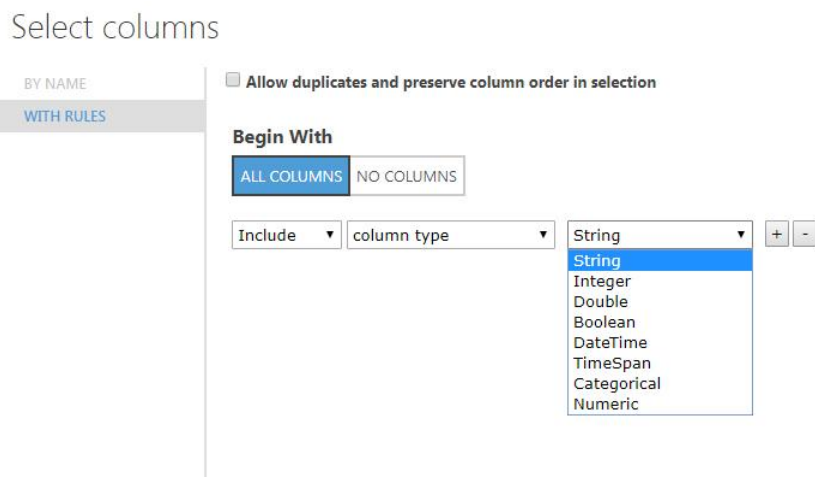 Select columns
BY NAME
WITH RULES
Allow duplicates and preserve column order in selection
Begin With
ALL COLUMNS NO COLUMNS
Include column type String + -
String
Integer
Double
Boolean
DateTime
TimeSpan
Categorical
Numeric